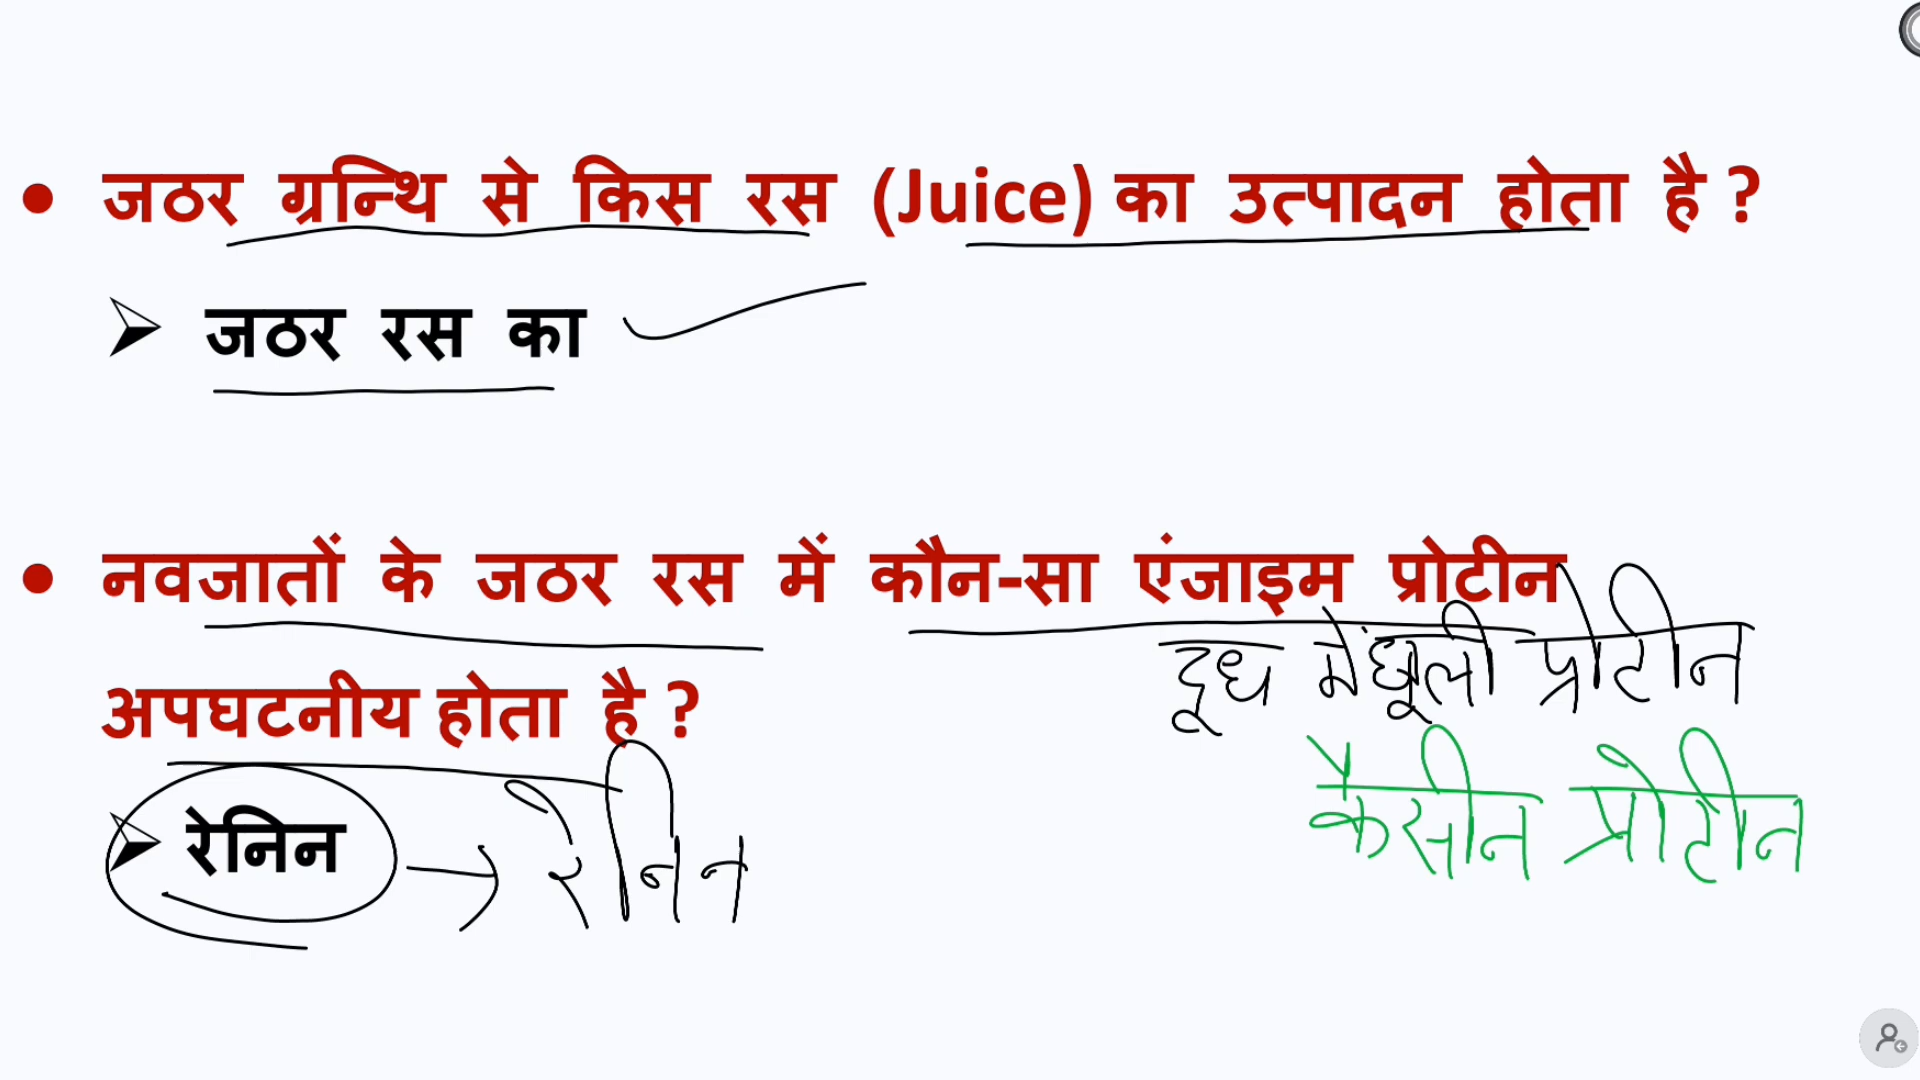 • जठर ग्रन्थि से किस रस (Juice) का उत्पादन होता है ?
➢ जठर रस का
• नवजातों के जठर रस में कौन-सा एंजाइम प्रोटीन
दूध में घूली प्रोटीन
अपघटनीय होता है ?
कैसीन प्रोटीन
➢ रेनिन → रेनिन